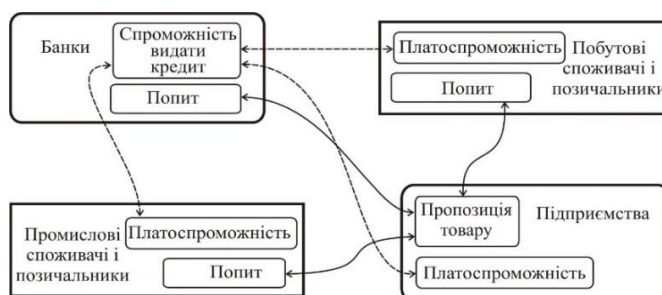 Банки
Спроможність
видати
кредит
Попит
Платоспроможність
Попит
Побутові
споживачі і
позичальники
Промислові
споживачі і
позичальники
Платоспроможність
Попит
Пропозиція
товару
Підприємства
Платоспроможність